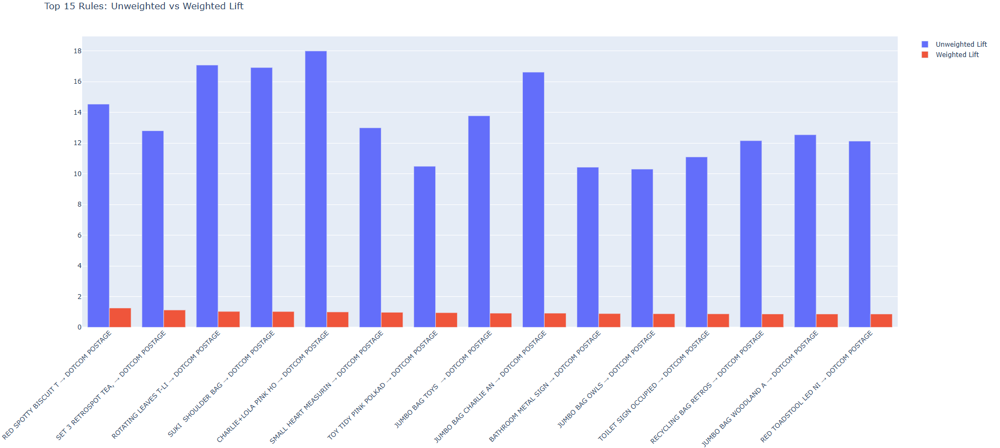 Top 15 Rules: Unweighted vs Weighted Lift
Unweighted Lift
Weighted Lift
18
16
14
12
10
8
6
4
2
0
RED SPOTTY BISCUIT T → DOTCOM POSTAGE
SET 3 RETROSPOT TEA, → DOTCOM POSTAGE
ROTATING LEAVES T-LI → DOTCOM POSTAGE
SUKI  SHOULDER BAG → DOTCOM POSTAGE
CHARLIE+LOLA PINK HO → DOTCOM POSTAGE
SMALL HEART MEASURIN → DOTCOM POSTAGE
TOY TIDY PINK POLKAD → DOTCOM POSTAGE
JUMBO BAG TOYS  → DOTCOM POSTAGE
JUMBO BAG CHARLIE AN → DOTCOM POSTAGE
BATHROOM METAL SIGN → DOTCOM POSTAGE
JUMBO BAG OWLS → DOTCOM POSTAGE
TOILET SIGN OCCUPIED → DOTCOM POSTAGE
RECYCLING BAG RETROS → DOTCOM POSTAGE
JUMBO BAG WOODLAND A → DOTCOM POSTAGE
RED TOADSTOOL LED NI → DOTCOM POSTAGE